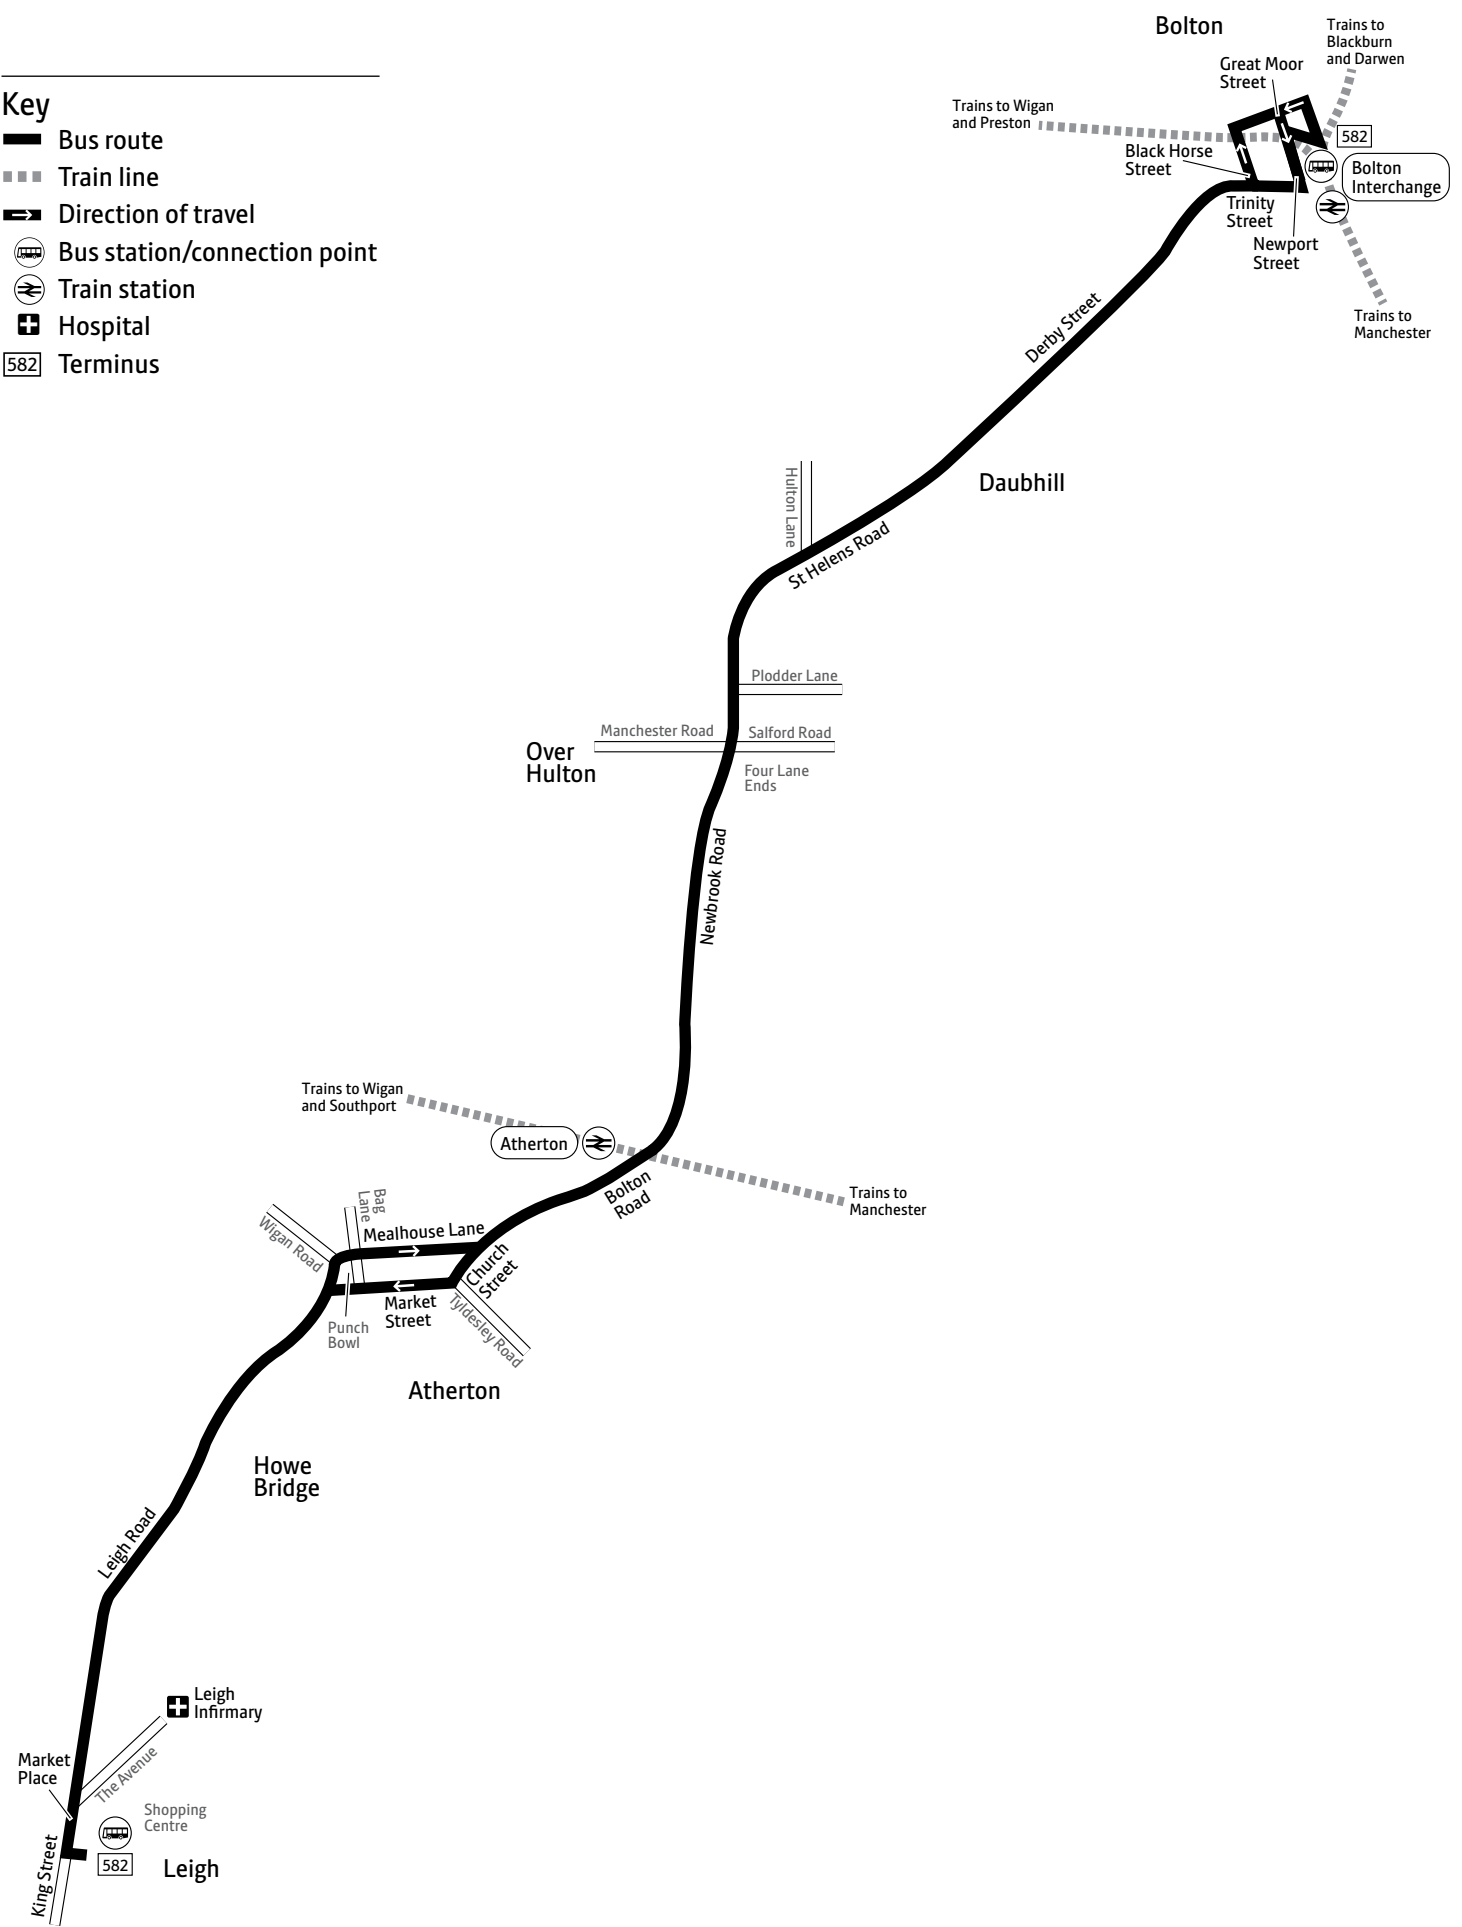 Key
Bus route
Train line
Direction of travel
Bus station/connection point
Train station
Hospital
582 Terminus
Bolton
Trains to
Blackburn
and Darwen
Great Moor
Street
Trains to Wigan
and Preston
582
Black Horse
Street
Bolton
Interchange
Trinity
Street
Newport
Street
Trains to
Manchester
Derby Street
Daubhill
Hulton Lane
St Helens Road
Plodder Lane
Manchester Road
Salford Road
Over
Hulton
Four Lane
Ends
Newbrook Road
Trains to Wigan
and Southport
Atherton
Bolton
Road
Trains to
Manchester
Bag
Lane
Wigan Road
Mealhouse Lane
Church
Street
Market
Street
Punch
Bowl
Tyldesley Road
Atherton
Howe
Bridge
Leigh Road
Leigh
Infirmary
Market
Place
The Avenue
Shopping
Centre
King Street
582
Leigh